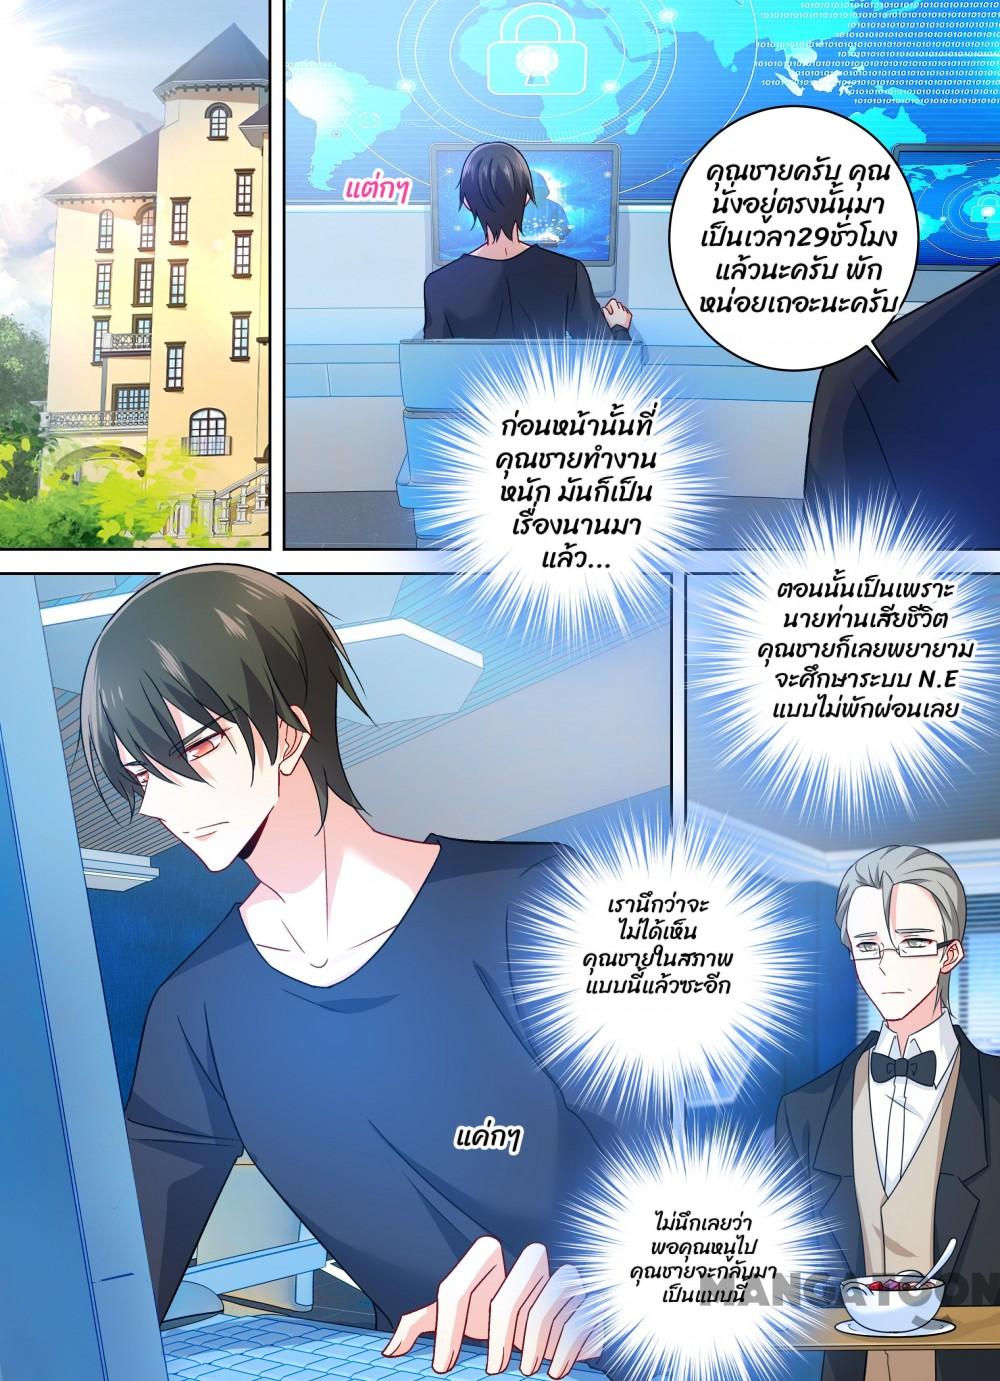 แต่กๆ
คุณชายครับ คุณ
นั่งอยู่ตรงนั้นมา
เป็นเวลา29ชั่วโมง
แล้วนะครับ พัก
หน่อยเถอะนะครับ
ก่อนหน้านั้นที่
คุณชายทำงาน
หนัก มันก็เป็น
เรื่องนานมา
แล้ว...
ตอนนั้นเป็นเพราะ
นายท่านเสียชีวิต
คุณชายก็เลยพยายาม
จะศึกษาระบบ N.E
แบบไม่พักผ่อนเลย
เรานึกว่าจะ
ไม่ได้เห็น
คุณชายในสภาพ
แบบนี้แล้วซะอีก
แค่กๆ
ไม่นึกเลยว่า
พอคุณหนูไป
คุณชายจะกลับมา
เป็นแบบนี้
MANGATOON